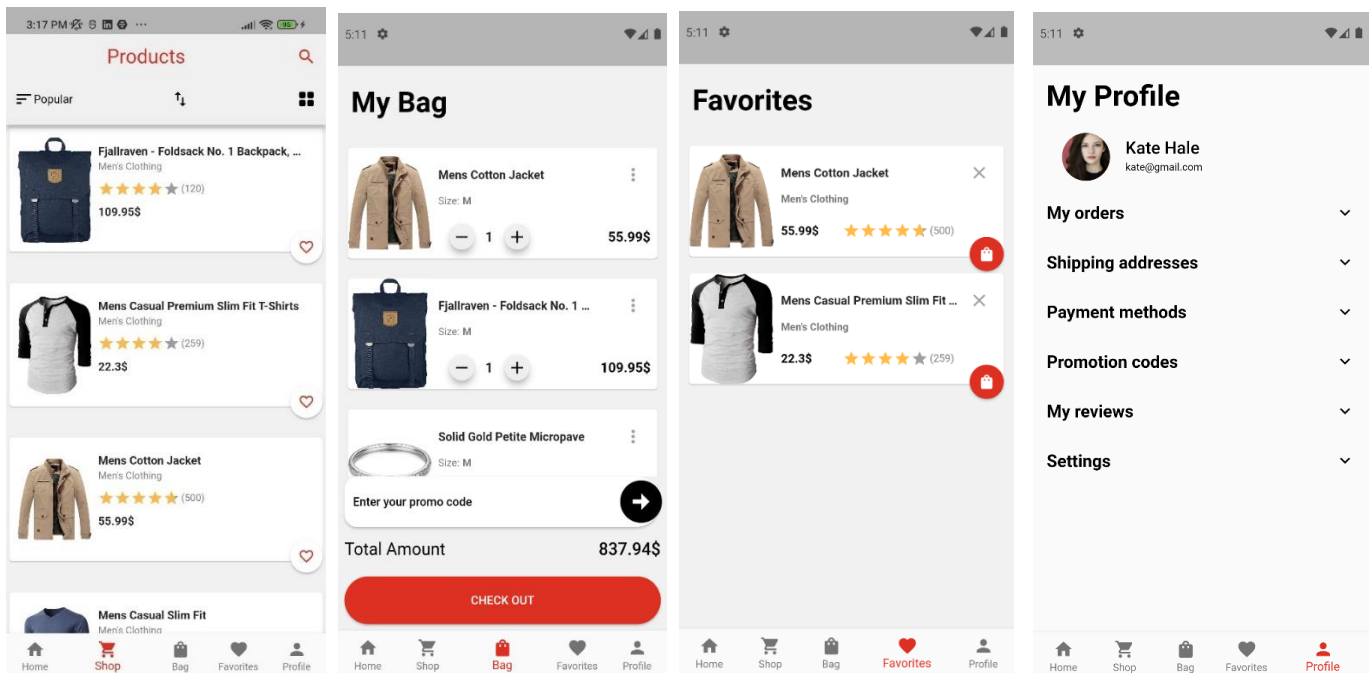 3:17 PM
95
Products
Popular
Fjallraven - Foldsack No. 1 Backpack, ...
Men's Clothing
(120)
109.95$
Mens Casual Premium Slim Fit T-Shirts
Men's Clothing
(259)
22.3$
Mens Cotton Jacket
Men's Clothing
(500)
55.99$
Mens Casual Slim Fit
Men's Clothing
Home Shop Bag Favorites Profile
5:11
My Bag
Mens Cotton Jacket
Size: M
1
55.99$
Fjallraven - Foldsack No. 1 ...
Size: M
1
109.95$
Solid Gold Petite Micropave
Size: M
Enter your promo code
Total Amount 837.94$
CHECK OUT
Home Shop Bag Favorites Profile
5:11
Favorites
Mens Cotton Jacket
Men's Clothing
55.99$ (500)
Mens Casual Premium Slim Fit ...
Men's Clothing
22.3$ (259)
Home Shop Bag Favorites Profile
5:11
My Profile
Kate Hale
kate@gmail.com
My orders
Shipping addresses
Payment methods
Promotion codes
My reviews
Settings
Home Shop Bag Favorites Profile